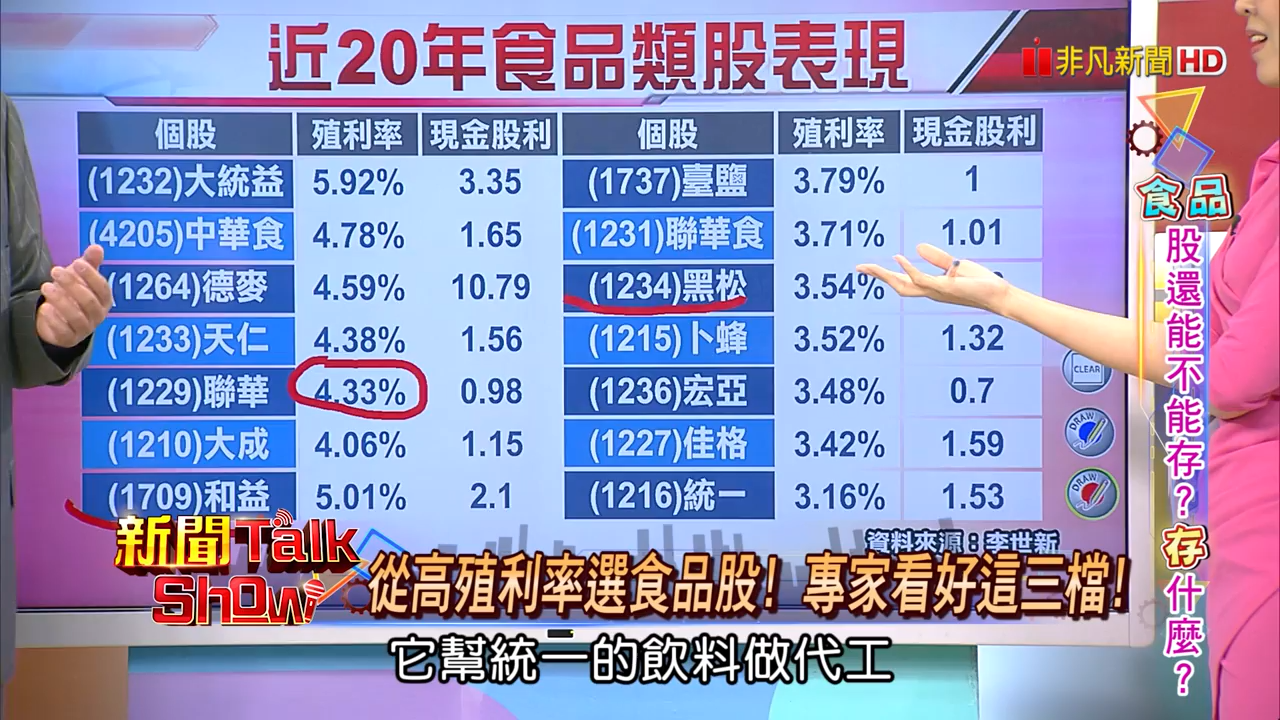 近20年食品類股表現
非凡新聞HD
個股 殖利率 現金股利 個股 殖利率 現金股利
(1232)大統益 5.92% 3.35 (1737)臺鹽 3.79% 1
(4205)中華食 4.78% 1.65 (1231)聯華食 3.71% 1.01
(1264)德麥 4.59% 10.79 (1234)黑松 3.54%
(1233)天仁 4.38% 1.56 (1215)卜蜂 3.52% 1.32
(1229)聯華 4.33% 0.98 (1236)宏亞 3.48% 0.7
(1210)大成 4.06% 1.15 (1227)佳格 3.42% 1.59
(1709)和益 5.01% 2.1 (1216)統一 3.16% 1.53
CLEAR
DRAW
DRAW
資料來源：李世新
食品股還能不能存？存什麼？
新聞Talk Show
從高殖利率選食品股！專家看好這三檔！
它幫統一的飲料做代工